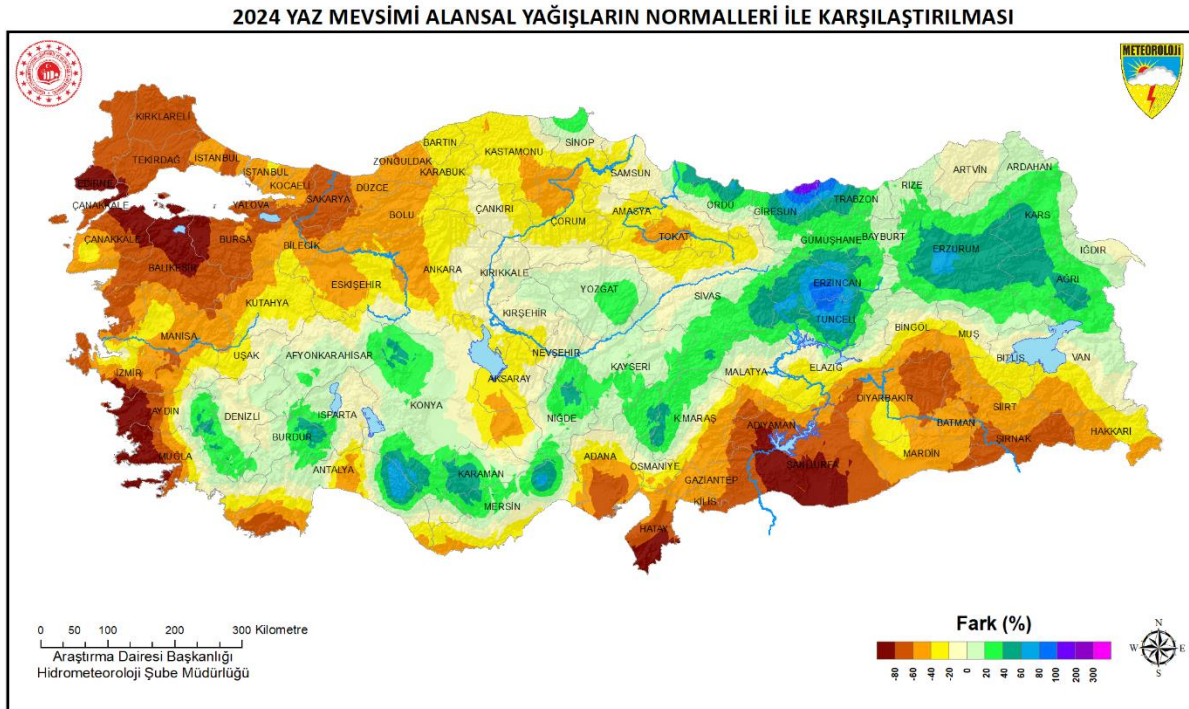 2024 YAZ MEVSİMİ ALANSAL YAĞIŞLARIN NORMALLERİ İLE KARŞILAŞTIRILMASI
METEOROLOJİ
KIRKLARELİ
TEKİRDAĞ
İSTANBUL
EDİRNE
İSTANBUL
KOCAELİ
SAKARYA
DÜZCE
ZONGULDAK
BARTIN
KARABÜK
KASTAMONU
SİNOP
SAMSUN
ORDU
GİRESUN
TRABZON
RİZE
ARTVİN
ARDAHAN
ÇANAKKALE
YALOVA
BOLU
ÇANKIRI
ÇORUM
AMASYA
TOKAT
GÜMÜŞHANE
BAYBURT
ERZURUM
KARS
IĞDIR
ÇANAKKALE
BALIKESİR
BURSA
BİLECİK
ESKİŞEHİR
ANKARA
KIRIKKALE
YOZGAT
SİVAS
ERZİNCAN
AĞRI
KÜTAHYA
KIRŞEHİR
TUNCELİ
BİNGÖL
MUŞ
MANİSA
UŞAK
AFYONKARAHİSAR
NEVŞEHİR
KAYSERİ
MALATYA
ELAZIĞ
BİTLİS
VAN
İZMİR
AKSARAY
DİYARBAKIR
SİİRT
AYDIN
DENİZLİ
ISPARTA
KONYA
NİĞDE
K.MARAŞ
ADIYAMAN
BATMAN
ŞIRNAK
HAKKARİ
BURDUR
MUĞLA
ANTALYA
KARAMAN
MERSİN
ADANA
OSMANİYE
GAZİANTEP
ŞANLIURFA
MARDİN
KİLİS
HATAY
0 50 100 200 300 Kilometre
Araştırma Dairesi Başkanlığı
Hidrometeoroloji Şube Müdürlüğü
Fark (%)
-80 -60 -40 -20 0 20 40 60 80 100 200 300
N
W E
S